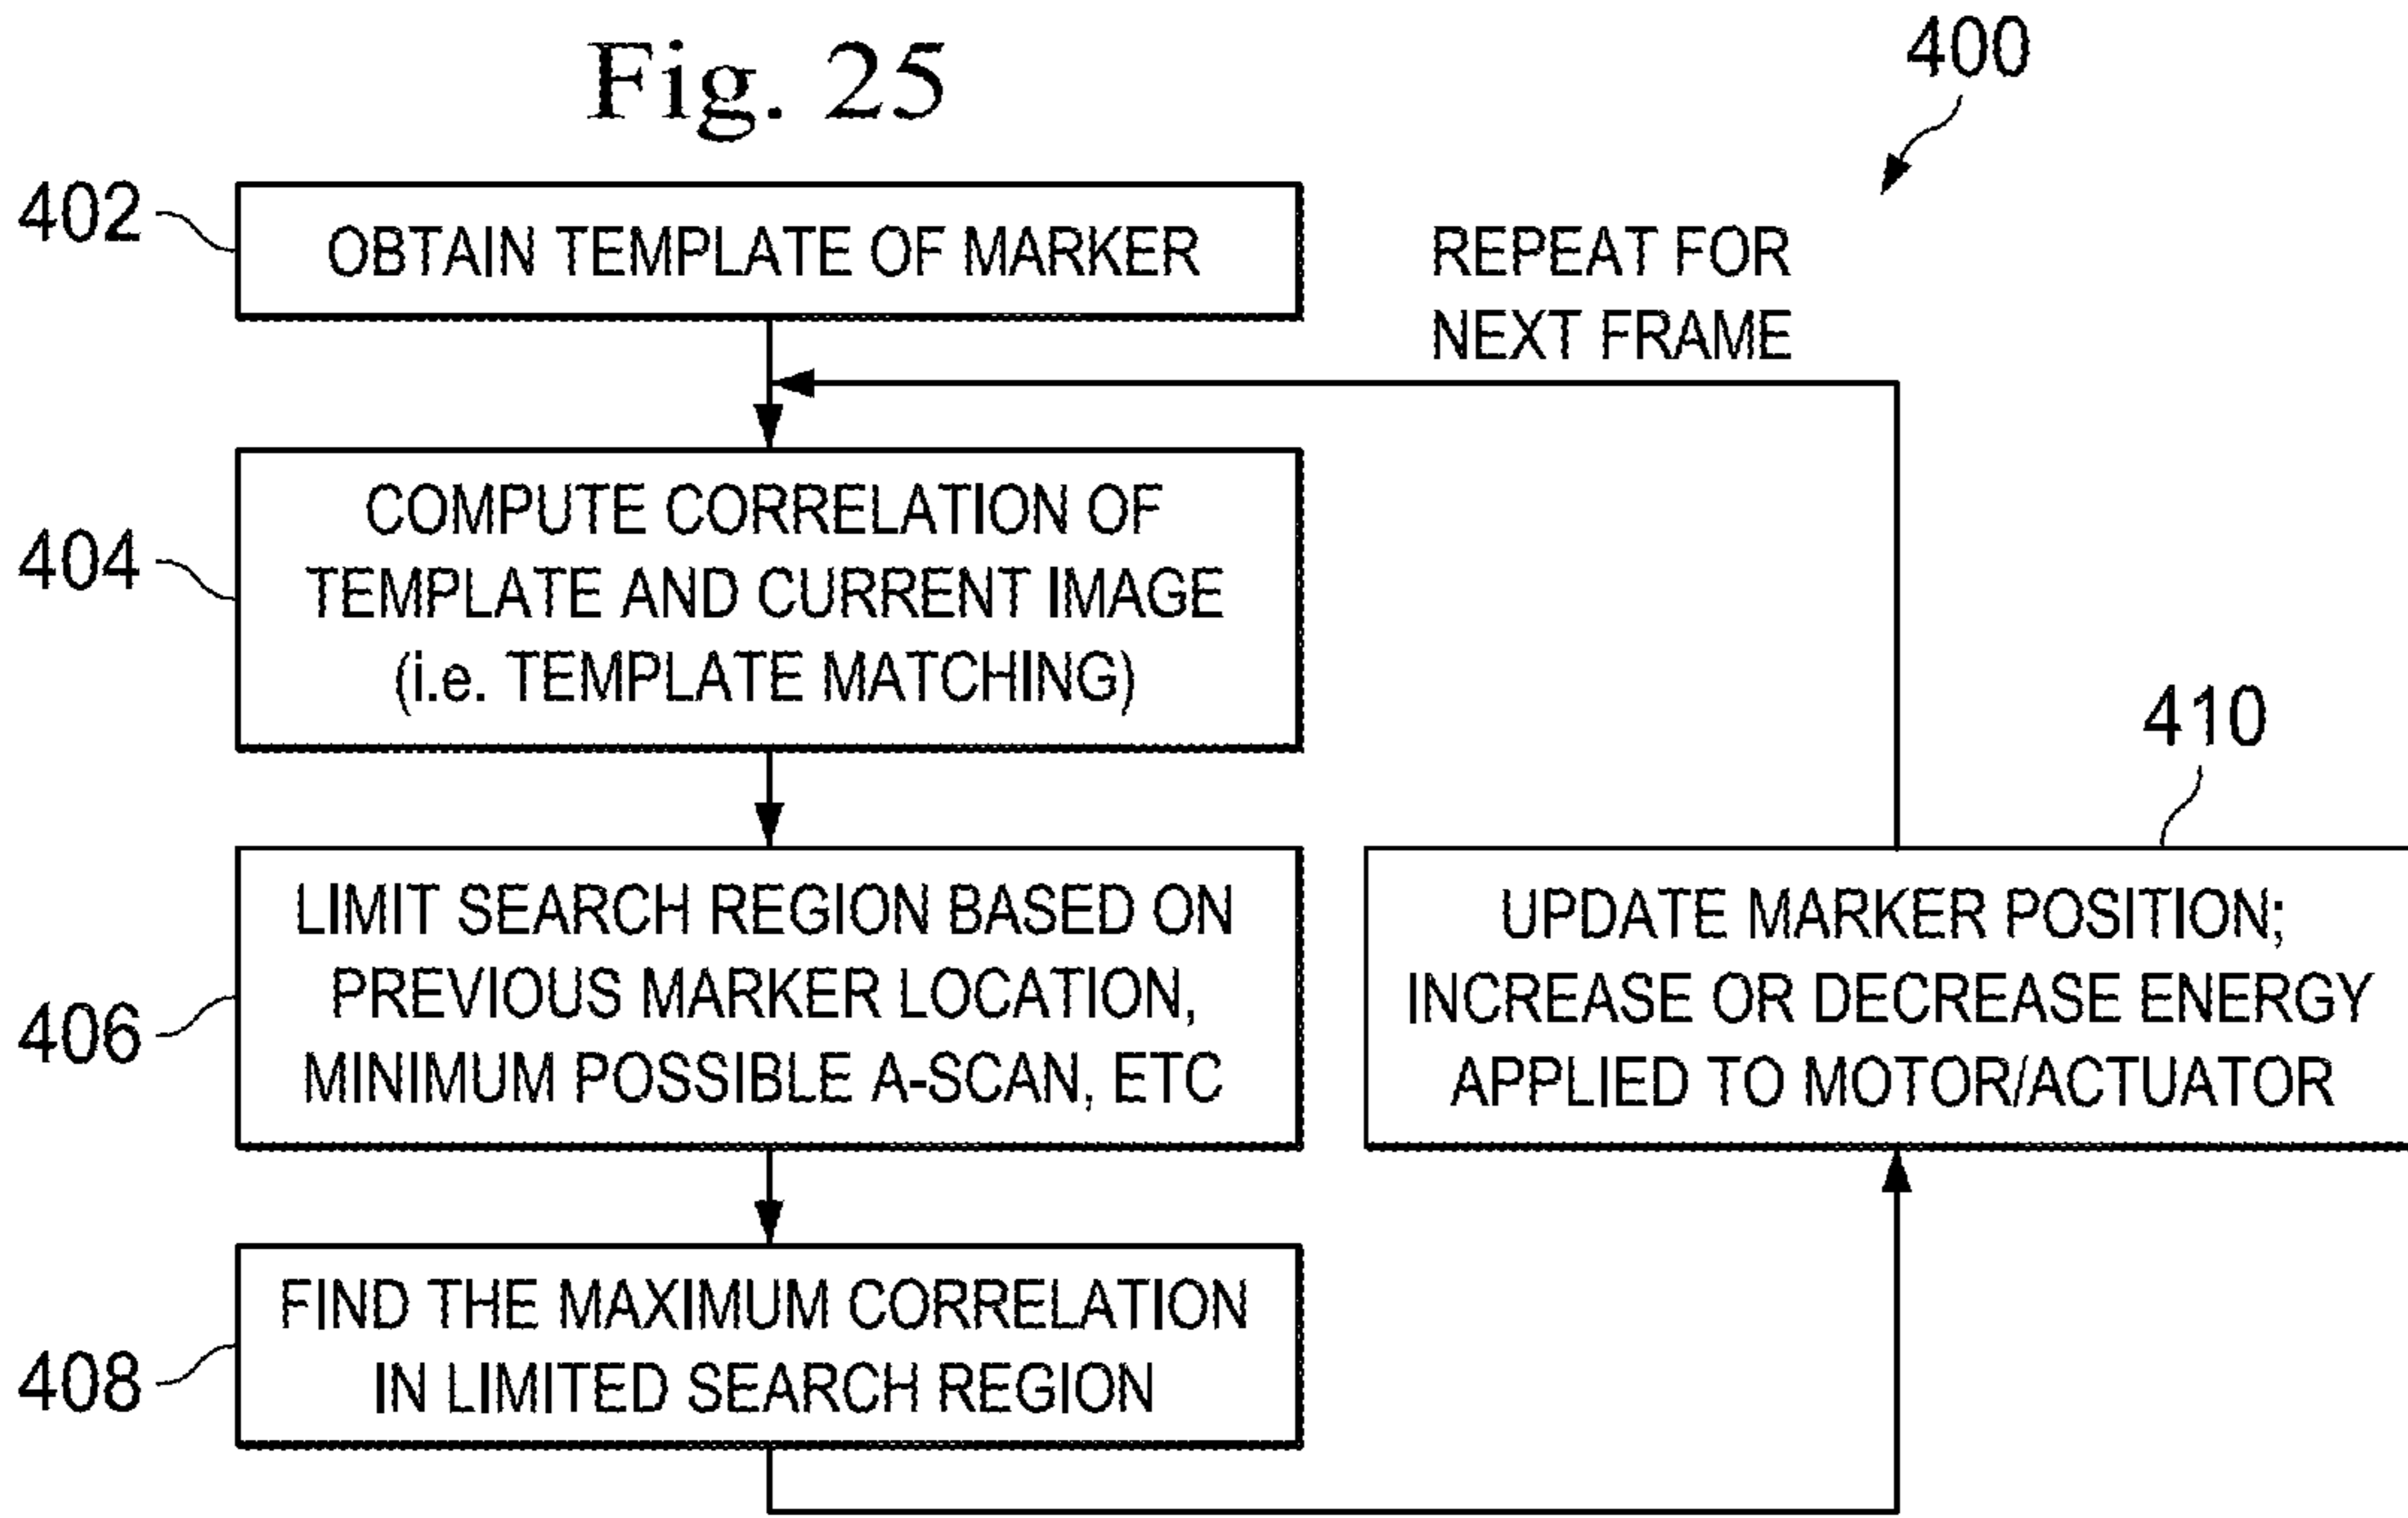 Fig. 25
400
402
OBTAIN TEMPLATE OF MARKER
REPEAT FOR
NEXT FRAME
404
COMPUTE CORRELATION OF
TEMPLATE AND CURRENT IMAGE
(i.e. TEMPLATE MATCHING)
406
LIMIT SEARCH REGION BASED ON
PREVIOUS MARKER LOCATION,
MINIMUM POSSIBLE A-SCAN, ETC
408
FIND THE MAXIMUM CORRELATION
IN LIMITED SEARCH REGION
410
UPDATE MARKER POSITION;
INCREASE OR DECREASE ENERGY
APPLIED TO MOTOR/ACTUATOR